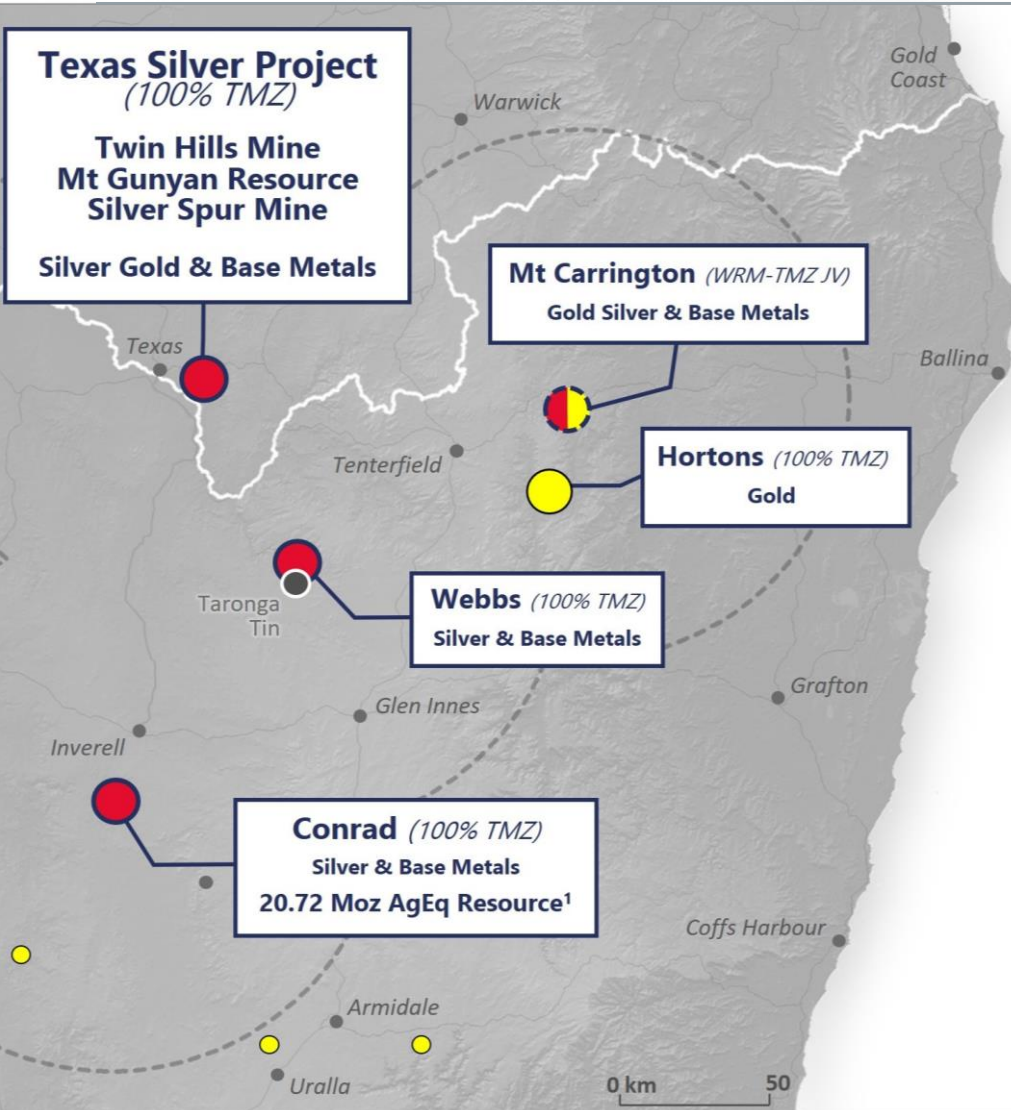 Texas Silver Project
(100% TMZ)
Twin Hills Mine
Mt Gunyan Resource
Silver Spur Mine
Silver Gold & Base Metals
Gold
Coast
Warwick
Mt Carrington (WRM-TMZ JV)
Gold Silver & Base Metals
Texas
Ballina
Tenterfield
Hortons (100% TMZ)
Gold
Taronga
Tin
Webbs (100% TMZ)
Silver & Base Metals
Grafton
Glen Innes
Inverell
Conrad (100% TMZ)
Silver & Base Metals
20.72 Moz AgEq Resource¹
Coffs Harbour
Armidale
Uralla
0 km 50